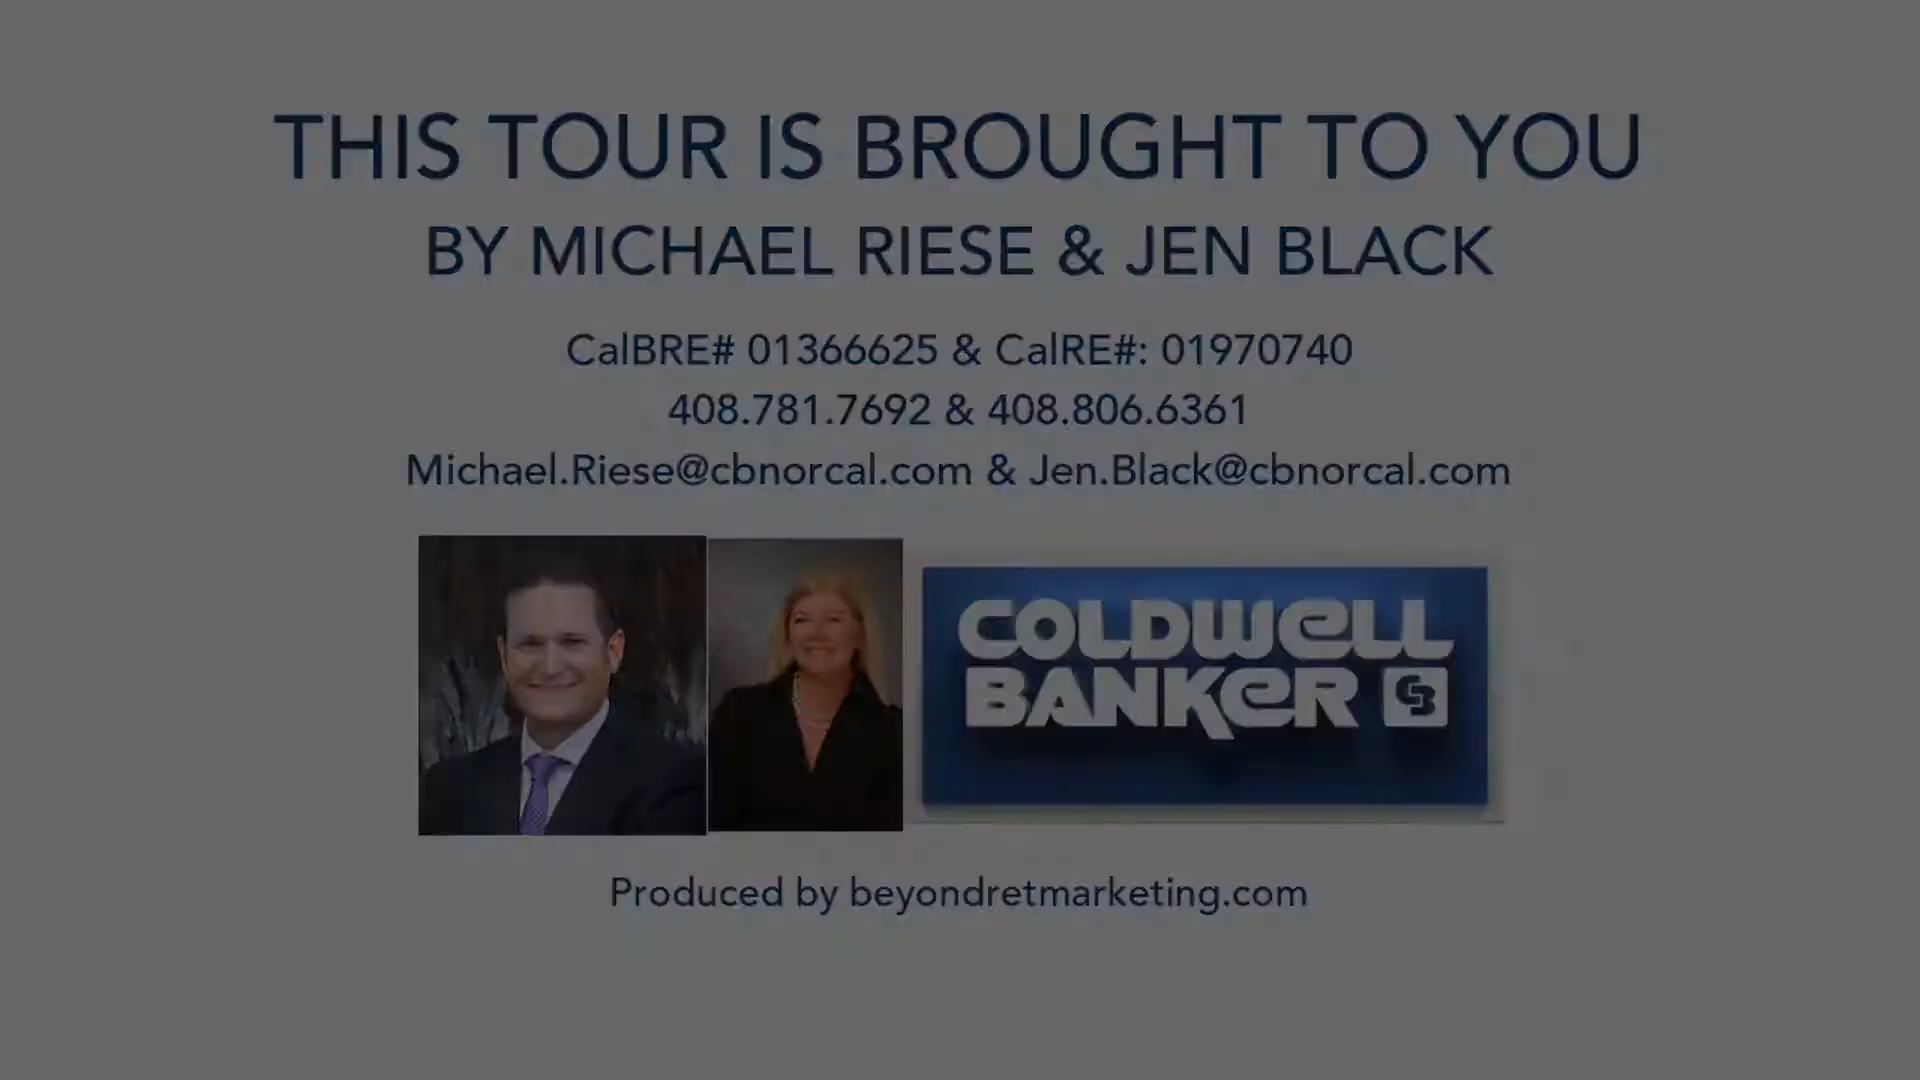 THIS TOUR IS BROUGHT TO YOU
BY MICHAEL RIESE & JEN BLACK
CalBRE# 01366625 & CalRE#: 01970740
408.781.7692 & 408.806.6361
Michael.Riese@cbnorcal.com & Jen.Black@cbnorcal.com
COLDWELL
BANKER CB
Produced by beyondretmarketing.com